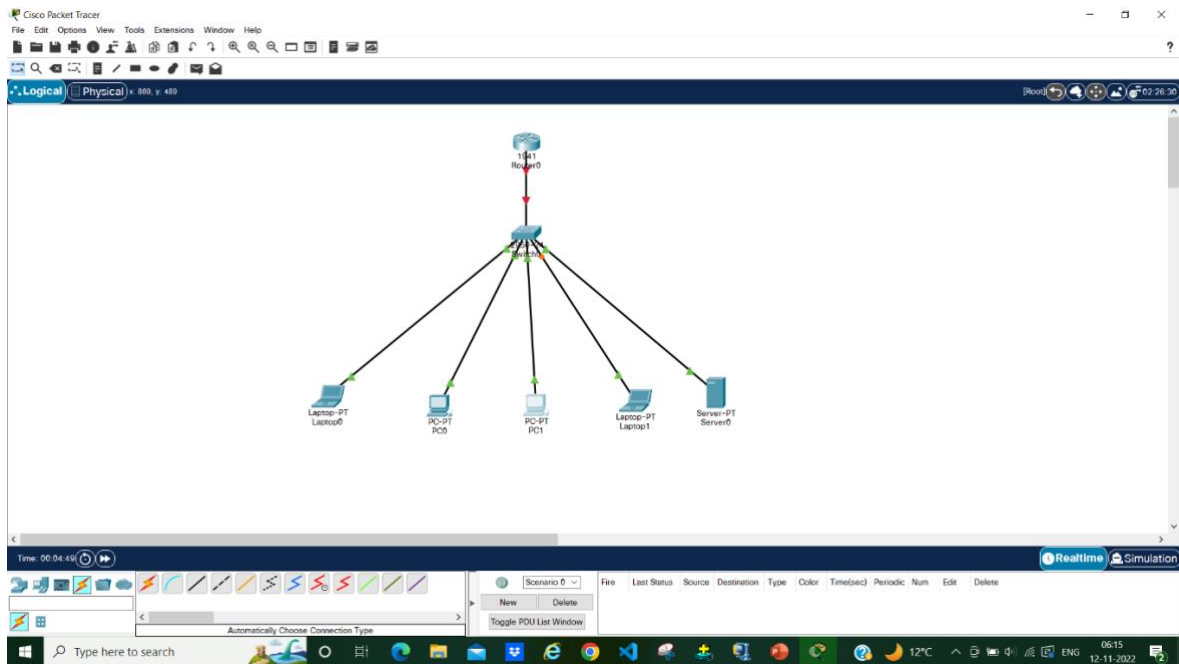 Cisco Packet Tracer
File Edit Options View Tools Extensions Window Help
?
Logical Physical x: 869, y: 489 [Root] 02:26:30
1941
Router0
Switch0
Laptop-PT
Laptop0
PC-PT
PC0
PC-PT
PC1
Laptop-PT
Laptop1
Server-PT
Server0
Time: 00:04:49 Realtime Simulation
Scenario 0 Fire Last Status Source Destination Type Color Time(sec) Periodic Num Edit Delete
New Delete
Toggle PDU List Window
Automatically Choose Connection Type
Type here to search 12°C ENG 06:15
12-11-2022